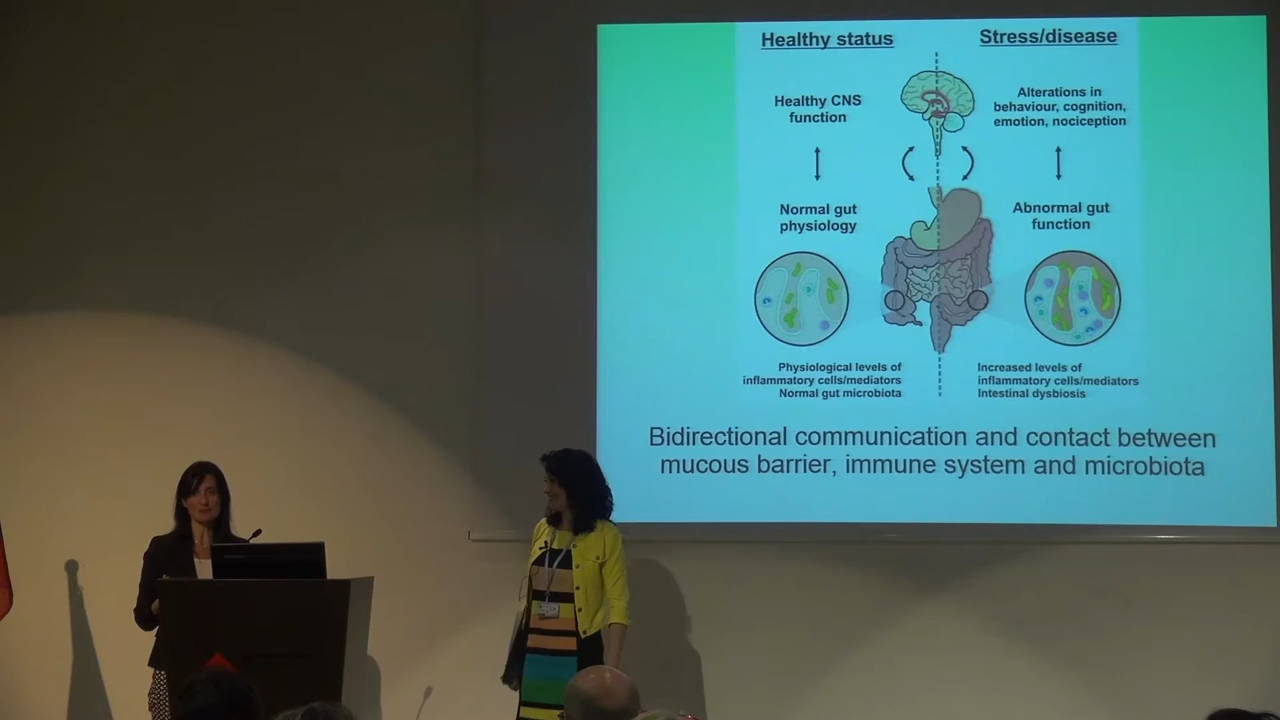 Healthy status
Stress/disease
Healthy CNS
function
Alterations in
behaviour, cognition,
emotion, nociception
Normal gut
physiology
Abnormal gut
function
Physiological levels of
inflammatory cells/mediators
Normal gut microbiota
Increased levels of
inflammatory cells/mediators
Intestinal dysbiosis
Bidirectional communication and contact between
mucous barrier, immune system and microbiota